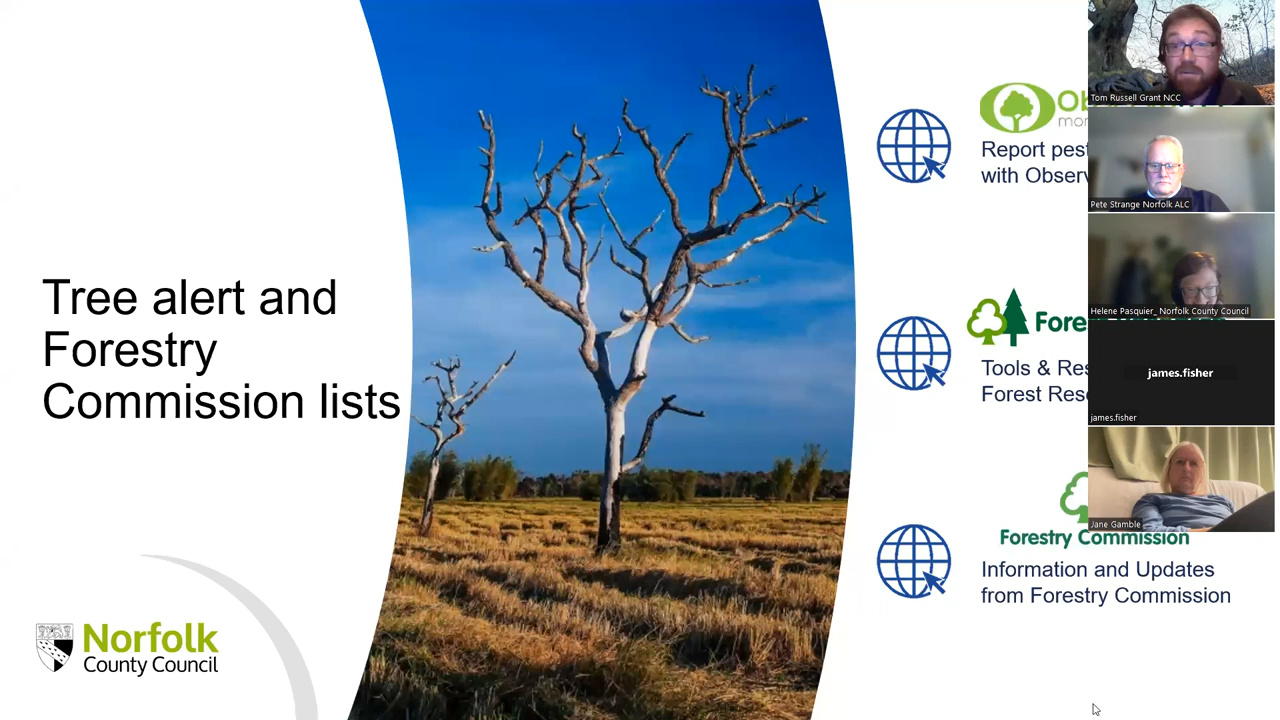 Tree alert and
Forestry
Commission lists
Norfolk
County Council
Report pest
with Observ
Tools & Res
Forest Rese
Forestry Commission
Information and Updates
from Forestry Commission
Tom Russell Grant NCC
Pete Strange Norfolk ALC
Helene Pasquier_ Norfolk County Council
james.fisher
james.fisher
Jane Gamble